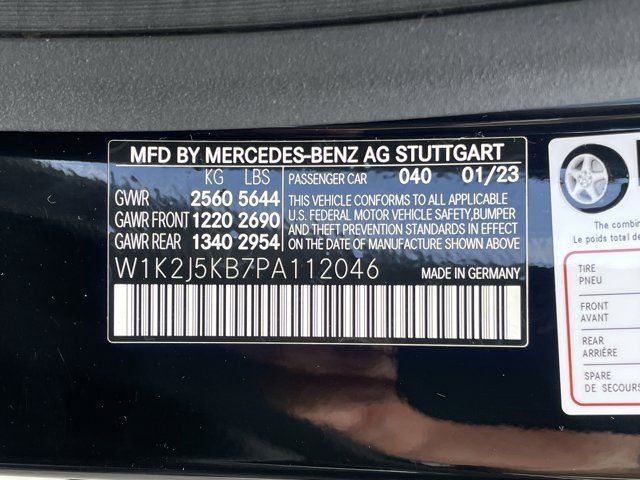 MFD BY MERCEDES-BENZ AG STUTTGART
KG LBS
GVWR 2560 5644
GAWR FRONT 1220 2690
GAWR REAR 1340 2954
PASSENGER CAR 040 01/23
THIS VEHICLE CONFORMS TO ALL APPLICABLE
U.S. FEDERAL MOTOR VEHICLE SAFETY,BUMPER
AND THEFT PREVENTION STANDARDS IN EFFECT
ON THE DATE OF MANUFACTURE SHOWN ABOVE
W1K2J5KB7PA112046
MADE IN GERMANY
The combi
Le poids total des
TIRE
PNEU
FRONT
AVANT
REAR
ARRIÈRE
SPARE
DE SECOURS